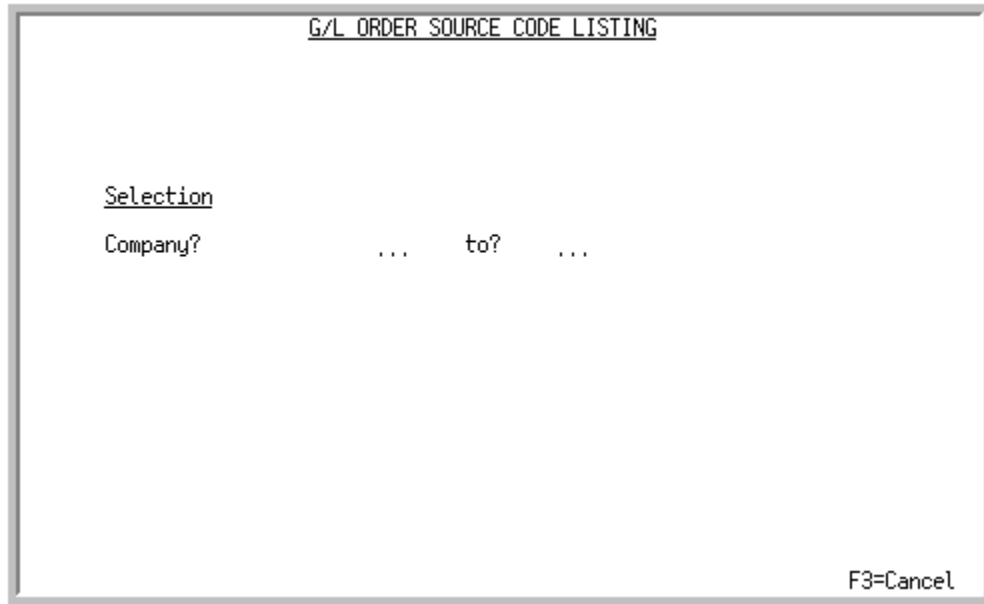 G/L ORDER SOURCE CODE LISTING
Selection
Company? ... to? ...
F3=Cancel